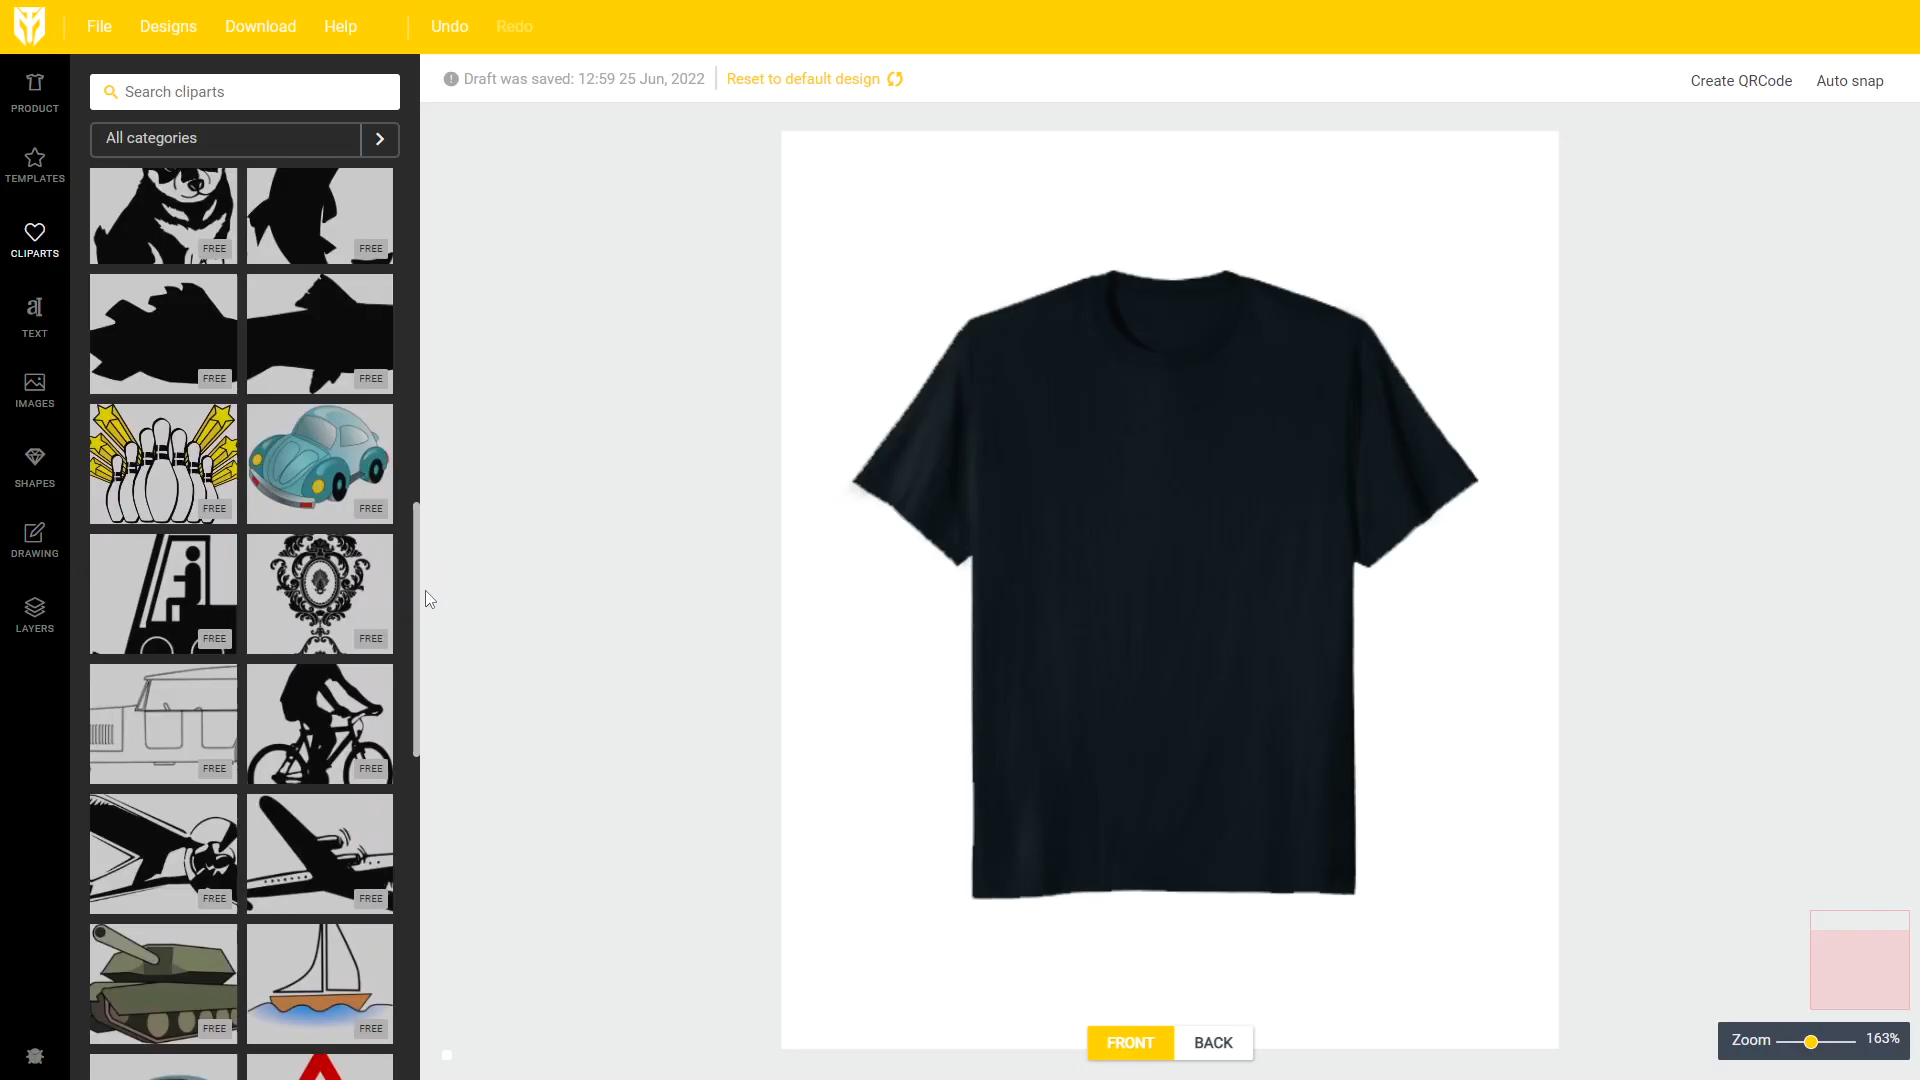 File
Designs
Download
Help
Undo
Redo
PRODUCT
TEMPLATES
CLIPARTS
TEXT
IMAGES
SHAPES
DRAWING
LAYERS
Search cliparts
All categories
FREE
FREE
FREE
FREE
FREE
FREE
FREE
FREE
FREE
FREE
FREE
FREE
FREE
FREE
Draft was saved: 12:59 25 Jun, 2022
Reset to default design
Create QRCode
Auto snap
FRONT
BACK
Zoom
163%